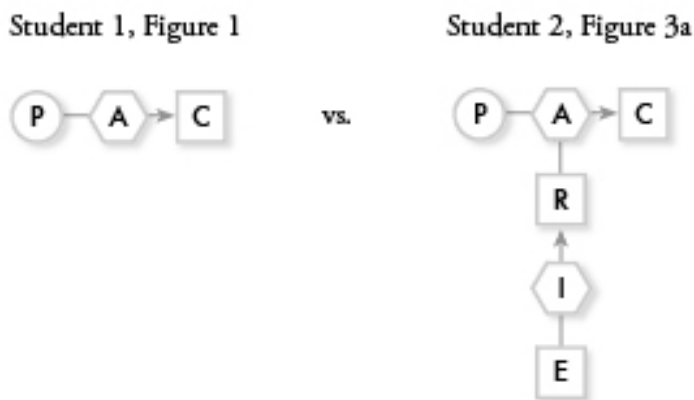 Student 1, Figure 1
Student 2, Figure 3a
P A C
vs.
P A C
R
I
E